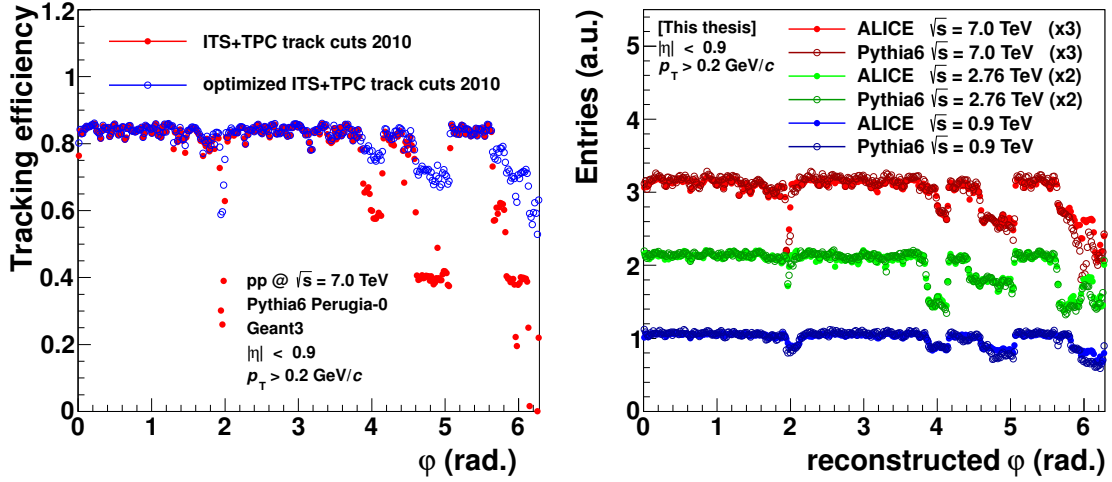 Tracking efficiency
1.2
1
0.8
0.6
0.4
0.2
0
ITS+TPC track cuts 2010
optimized ITS+TPC track cuts 2010
pp @ √s = 7.0 TeV
Pythia6 Perugia-0
Geant3
|η| < 0.9
p_T > 0.2 GeV/c
0 1 2 3 4 5 6
φ (rad.)
Entries (a.u.)
5
4
3
2
1
0
[This thesis]
|η| < 0.9
p_T > 0.2 GeV/c
ALICE √s = 7.0 TeV (x3)
Pythia6 √s = 7.0 TeV (x3)
ALICE √s = 2.76 TeV (x2)
Pythia6 √s = 2.76 TeV (x2)
ALICE √s = 0.9 TeV
Pythia6 √s = 0.9 TeV
0 1 2 3 4 5 6
reconstructed φ (rad.)